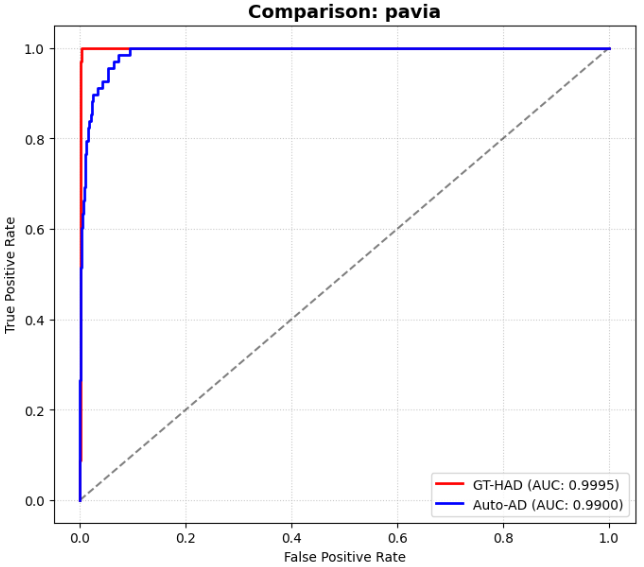 Comparison: pavia
True Positive Rate
1.0
0.8
0.6
0.4
0.2
0.0
0.0 0.2 0.4 0.6 0.8 1.0
False Positive Rate
GT-HAD (AUC: 0.9995)
Auto-AD (AUC: 0.9900)